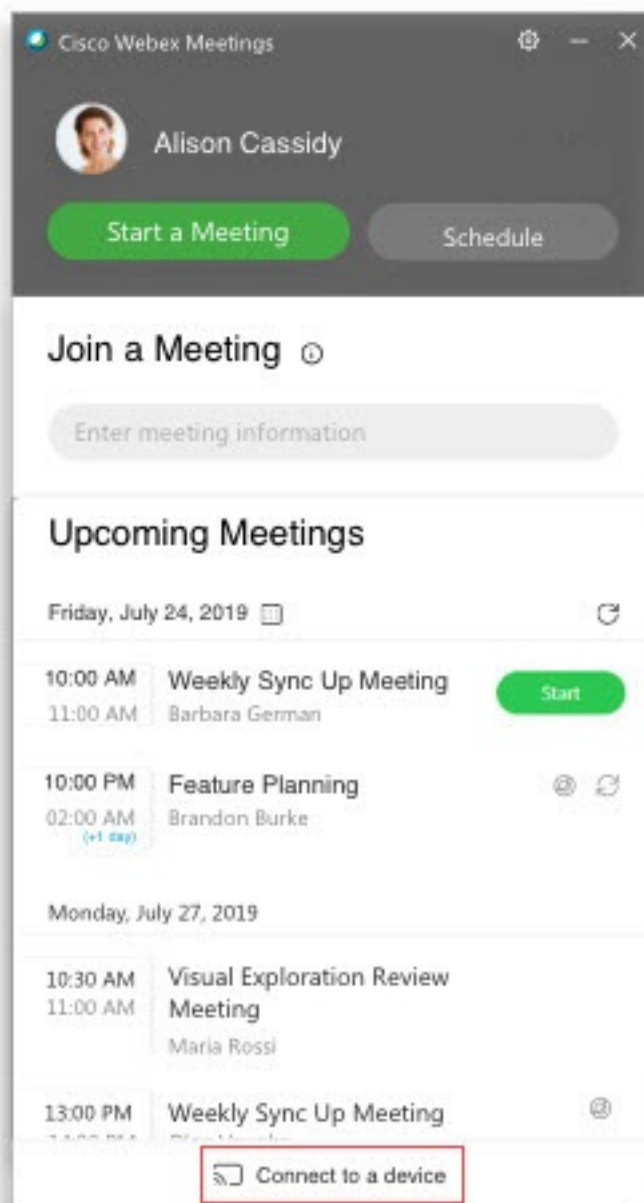 Cisco Webex Meetings
Alison Cassidy
Start a Meeting
Schedule
Join a Meeting
Enter meeting information
Upcoming Meetings
Friday, July 24, 2019
10:00 AM Weekly Sync Up Meeting Start
11:00 AM Barbara German
10:00 PM Feature Planning
02:00 AM Brandon Burke
(+1 day)
Monday, July 27, 2019
10:30 AM Visual Exploration Review
11:00 AM Meeting
Maria Rossi
13:00 PM Weekly Sync Up Meeting
Connect to a device